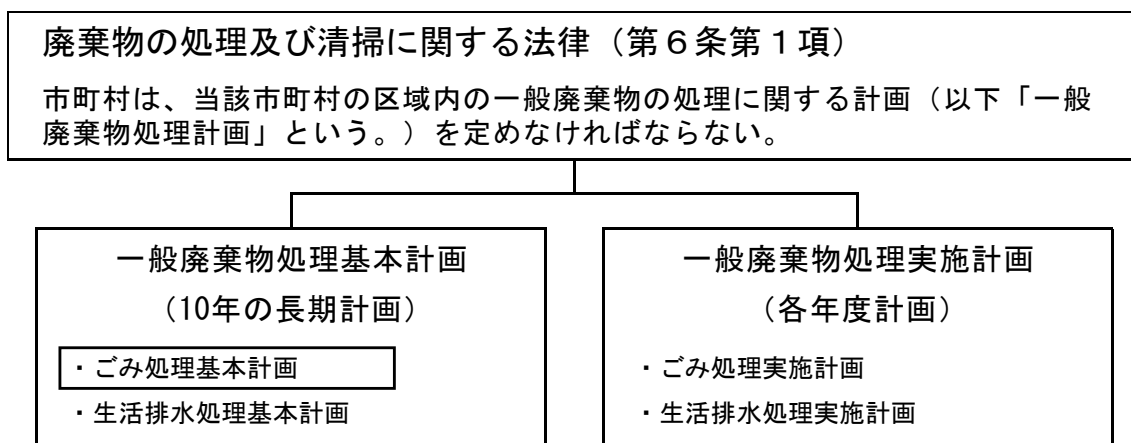 廃棄物の処理及び清掃に関する法律（第６条第１項）
市町村は、当該市町村の区域内の一般廃棄物の処理に関する計画（以下「一般
廃棄物処理計画」という。）を定めなければならない。
一般廃棄物処理基本計画
（10年の長期計画）
・ごみ処理基本計画
・生活排水処理基本計画
一般廃棄物処理実施計画
（各年度計画）
・ごみ処理実施計画
・生活排水処理実施計画